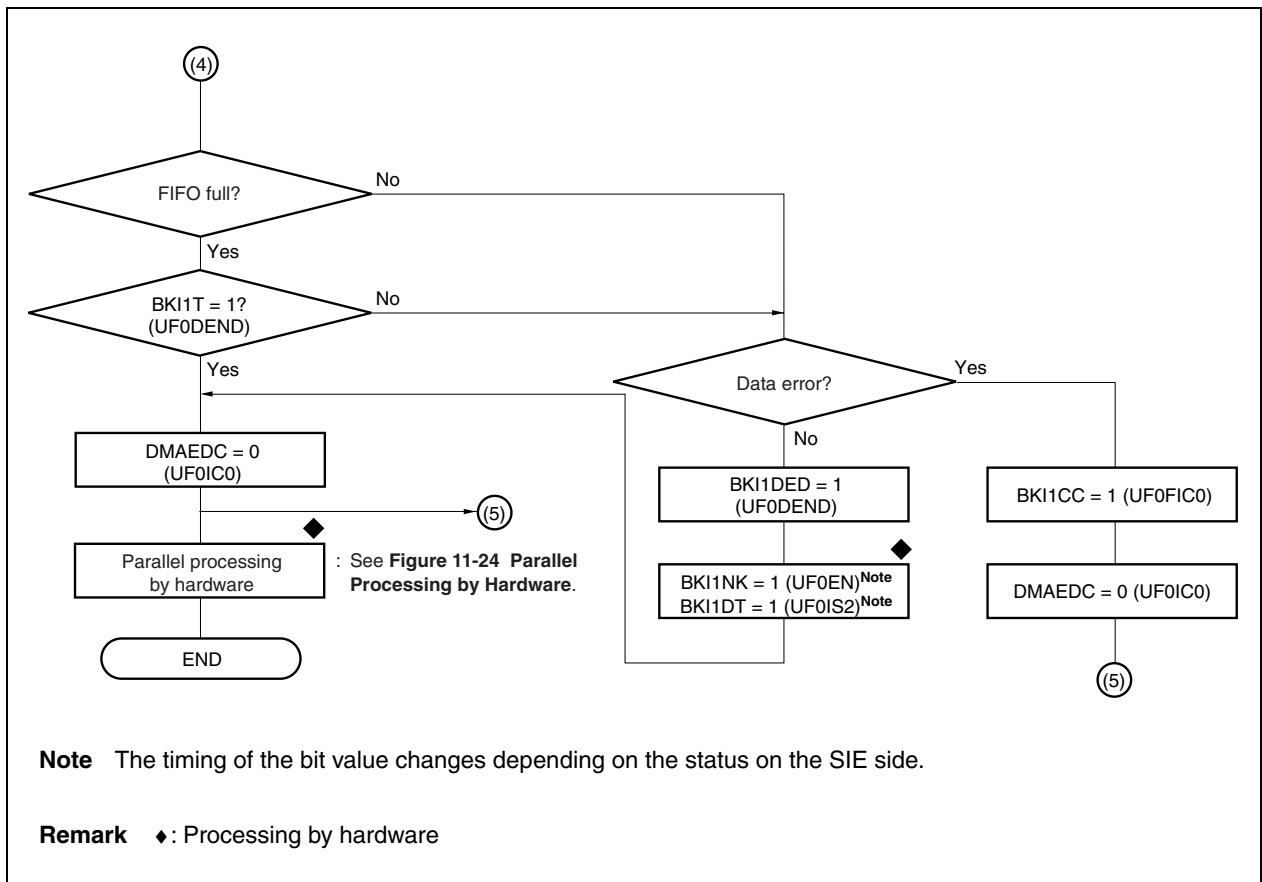 (4)
FIFO full?
No
Yes
BKI1T = 1?
(UF0DEND)
No
Yes
Data error?
Yes
No
DMAEDC = 0
(UF0IC0)
BKI1DED = 1
(UF0DEND)
BKI1CC = 1 (UF0FIC0)
(5)
Parallel processing
by hardware
: See Figure 11-24 Parallel
Processing by Hardware.
BKI1NK = 1 (UF0EN)Note
BKI1DT = 1 (UF0IS2)Note
DMAEDC = 0 (UF0IC0)
END
(5)
Note The timing of the bit value changes depending on the status on the SIE side.
Remark ♦: Processing by hardware